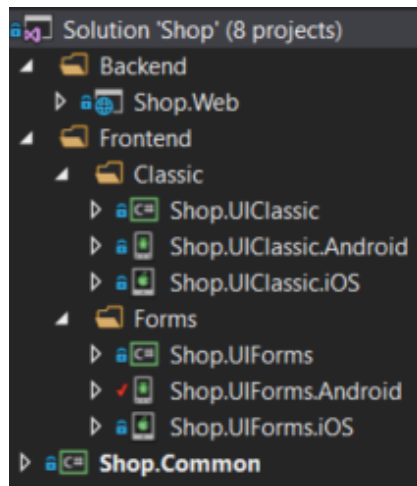 Solution 'Shop' (8 projects)
Backend
Shop.Web
Frontend
Classic
C# Shop.UIClassic
Shop.UIClassic.Android
Shop.UIClassic.iOS
Forms
C# Shop.UIForms
Shop.UIForms.Android
Shop.UIForms.iOS
C# Shop.Common